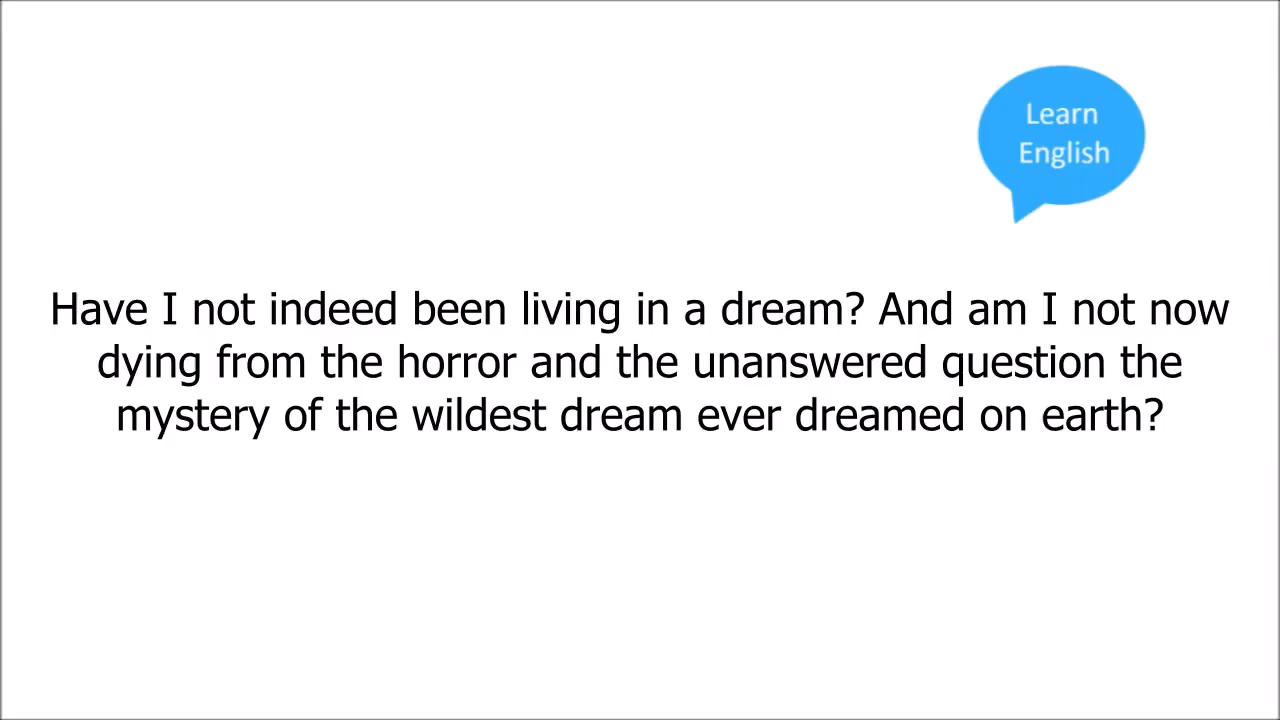 Learn
English
Have I not indeed been living in a dream? And am I not now
dying from the horror and the unanswered question the
mystery of the wildest dream ever dreamed on earth?